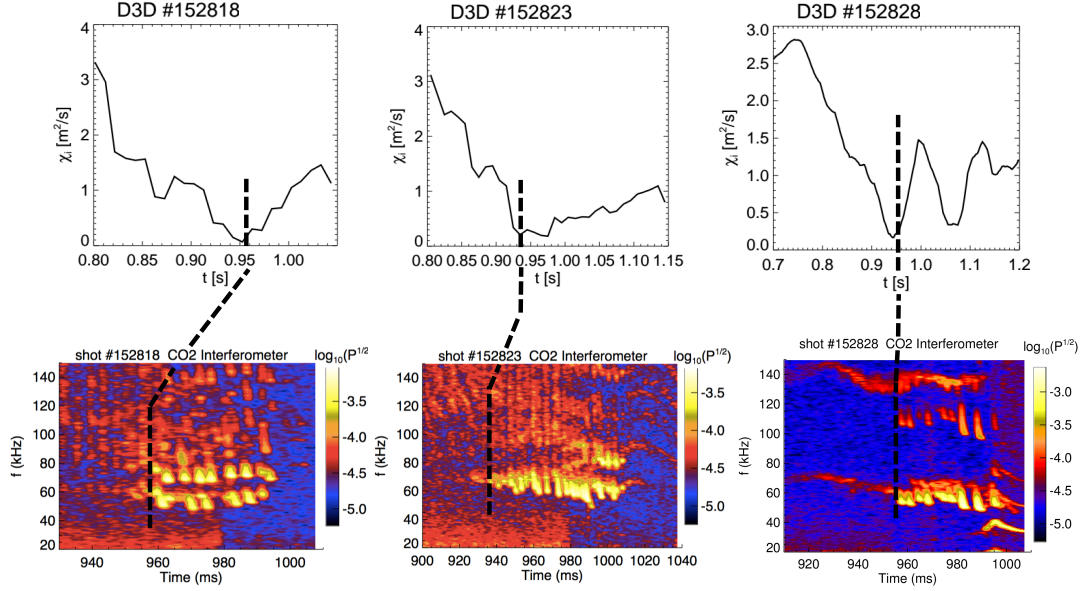 D3D #152818
D3D #152823
D3D #152828
χi [m²/s]
4
3
2
1
0
0.80 0.85 0.90 0.95 1.00
t [s]
χi [m²/s]
4
3
2
1
0
0.80 0.85 0.90 0.95 1.00 1.05 1.10 1.15
t [s]
χi [m²/s]
3.0
2.5
2.0
1.5
1.0
0.5
0.0
0.7 0.8 0.9 1.0 1.1 1.2
t [s]
shot #152818 CO2 Interferometer
log10(P^1/2
f (kHz)
140
120
100
80
60
40
20
940 960 980 1000
Time (ms)
-3.5
-4.0
-4.5
-5.0
shot #152823 CO2 Interferometer
log10(P^1/2)
f (kHz)
140
120
100
80
60
40
20
900 920 940 960 980 1000 1020 1040
Time (ms)
-3.5
-4.0
-4.5
-5.0
shot #152828 CO2 Interferometer
log10(P^1/2)
f (kHz)
140
120
100
80
60
40
20
920 940 960 980 1000
Time (ms)
-3.0
-3.5
-4.0
-4.5
-5.0